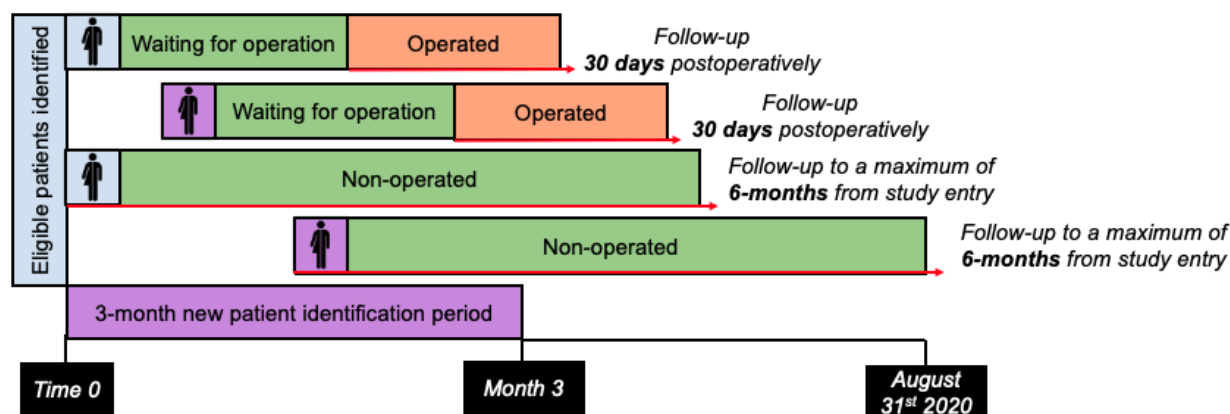 Eligible patients identified
Waiting for operation
Operated
Follow-up
30 days postoperatively
Waiting for operation
Operated
Follow-up
30 days postoperatively
Non-operated
Follow-up to a maximum of
6-months from study entry
Non-operated
Follow-up to a maximum of
6-months from study entry
3-month new patient identification period
Time 0
Month 3
August
31st 2020